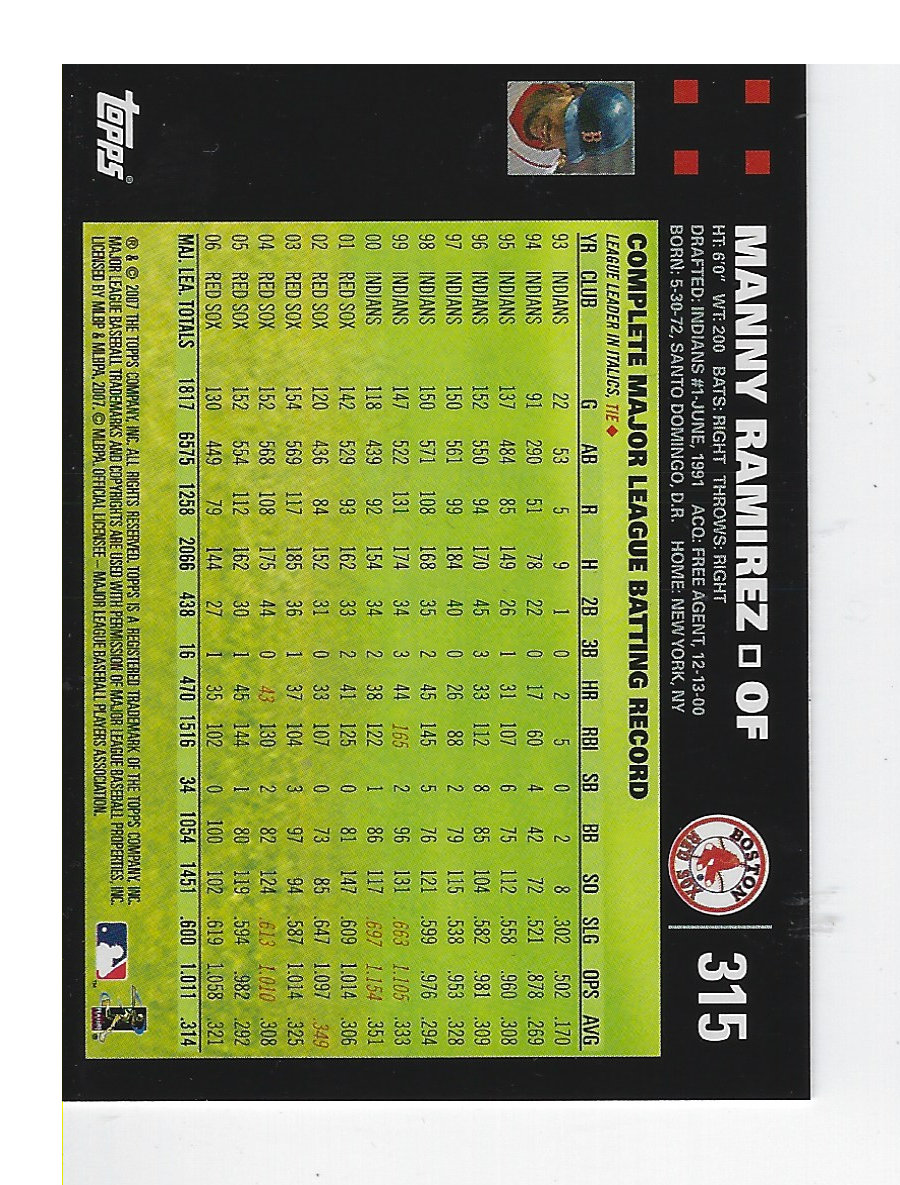 MANNY RAMIREZ □ OF
HT: 6'0" WT: 200 BATS: RIGHT THROWS: RIGHT
DRAFTED: INDIANS #1-JUNE, 1991 ACQ: FREE AGENT, 12-13-00
BORN: 5-30-72, SANTO DOMINGO, D.R. HOME: NEW YORK, NY
BOSTON
RED SOX
315
B
COMPLETE MAJOR LEAGUE BATTING RECORD
LEAGUE LEADER IN ITALICS, TIE ♦
YR CLUB G AB R H 2B 3B HR RBI SB BB SO SLG OPS AVG
93 INDIANS 22 53 5 9 1 0 2 5 0 2 8 .302 .502 .170
94 INDIANS 91 290 51 78 22 0 17 60 4 42 72 .521 .878 .269
95 INDIANS 137 484 85 149 26 1 31 107 6 75 112 .558 .960 .308
96 INDIANS 152 550 94 170 45 3 33 112 8 85 104 .582 .981 .309
97 INDIANS 150 561 99 184 40 0 26 88 2 79 115 .538 .953 .328
98 INDIANS 150 571 108 168 35 2 45 145 5 76 121 .599 .976 .294
99 INDIANS 147 522 131 174 34 3 44 165 2 96 131 .663 1.105 .333
00 INDIANS 118 439 92 154 34 2 38 122 1 86 117 .697 1.154 .351
01 RED SOX 142 529 93 162 33 2 41 125 0 81 147 .609 1.014 .306
02 RED SOX 120 436 84 152 31 0 33 107 0 73 85 .647 1.097 .349
03 RED SOX 154 569 117 185 36 1 37 104 3 97 94 .587 1.014 .325
04 RED SOX 152 568 108 175 44 0 43 130 2 82 124 .613 1.010 .308
05 RED SOX 152 554 112 162 30 1 45 144 1 80 119 .594 .982 .292
06 RED SOX 130 449 79 144 27 1 35 102 0 100 102 .619 1.058 .321
MAJ. LEA. TOTALS 1817 6575 1258 2066 438 16 470 1516 34 1054 1451 .600 1.011 .314
® & © 2007 THE TOPPS COMPANY, INC. ALL RIGHTS RESERVED. TOPPS IS A REGISTERED TRADEMARK OF THE TOPPS COMPANY, INC.
MAJOR LEAGUE BASEBALL TRADEMARKS AND COPYRIGHTS ARE USED WITH PERMISSION OF MAJOR LEAGUE BASEBALL PROPERTIES, INC.
LICENSED BY MLBP & MLBPA, 2007. © MLBPA OFFICIAL LICENSEE – MAJOR LEAGUE BASEBALL PLAYERS ASSOCIATION.
topps®